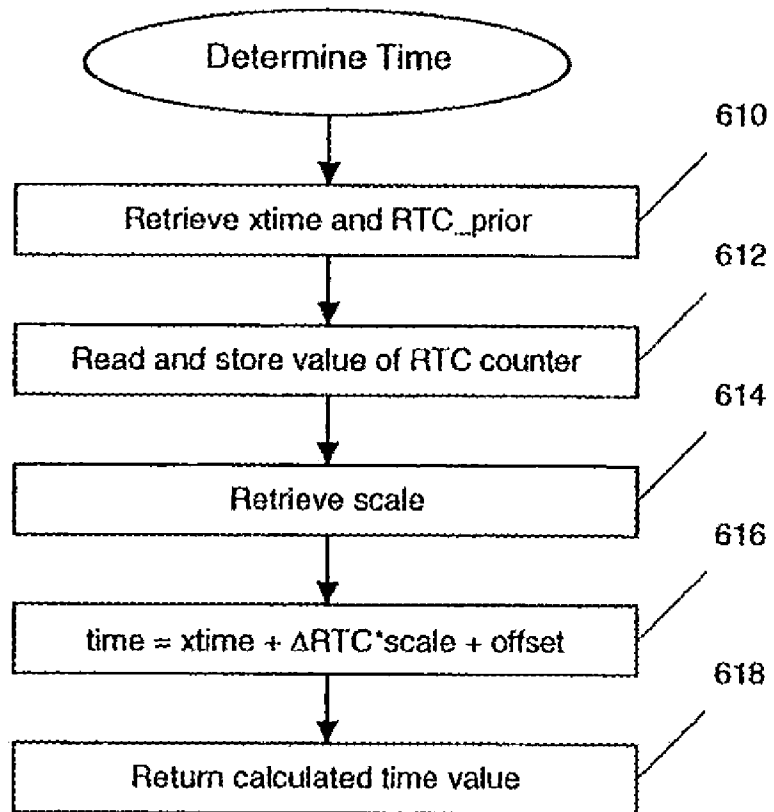 Determine Time
610
Retrieve xtime and RTC_prior
612
Read and store value of RTC counter
614
Retrieve scale
616
time = xtime + ΔRTC*scale + offset
618
Return calculated time value